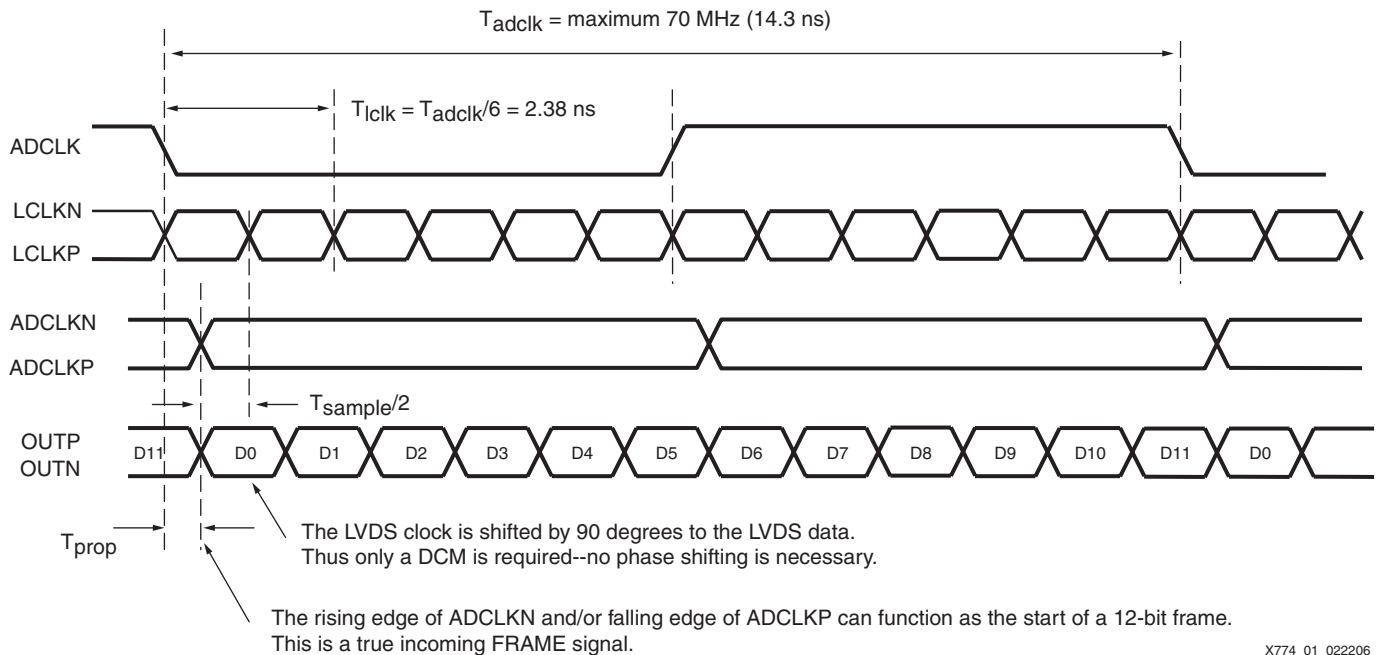 Tadclk = maximum 70 MHz (14.3 ns)
Tlclk = Tadclk/6 = 2.38 ns
ADCLK
LCLKN
LCLKP
ADCLKN
ADCLKP
Tsample/2
OUTP
OUTN
D11 D0 D1 D2 D3 D4 D5 D6 D7 D8 D9 D10 D11 D0
Tprop
The LVDS clock is shifted by 90 degrees to the LVDS data.
Thus only a DCM is required--no phase shifting is necessary.
The rising edge of ADCLKN and/or falling edge of ADCLKP can function as the start of a 12-bit frame.
This is a true incoming FRAME signal.
X774_01_022206